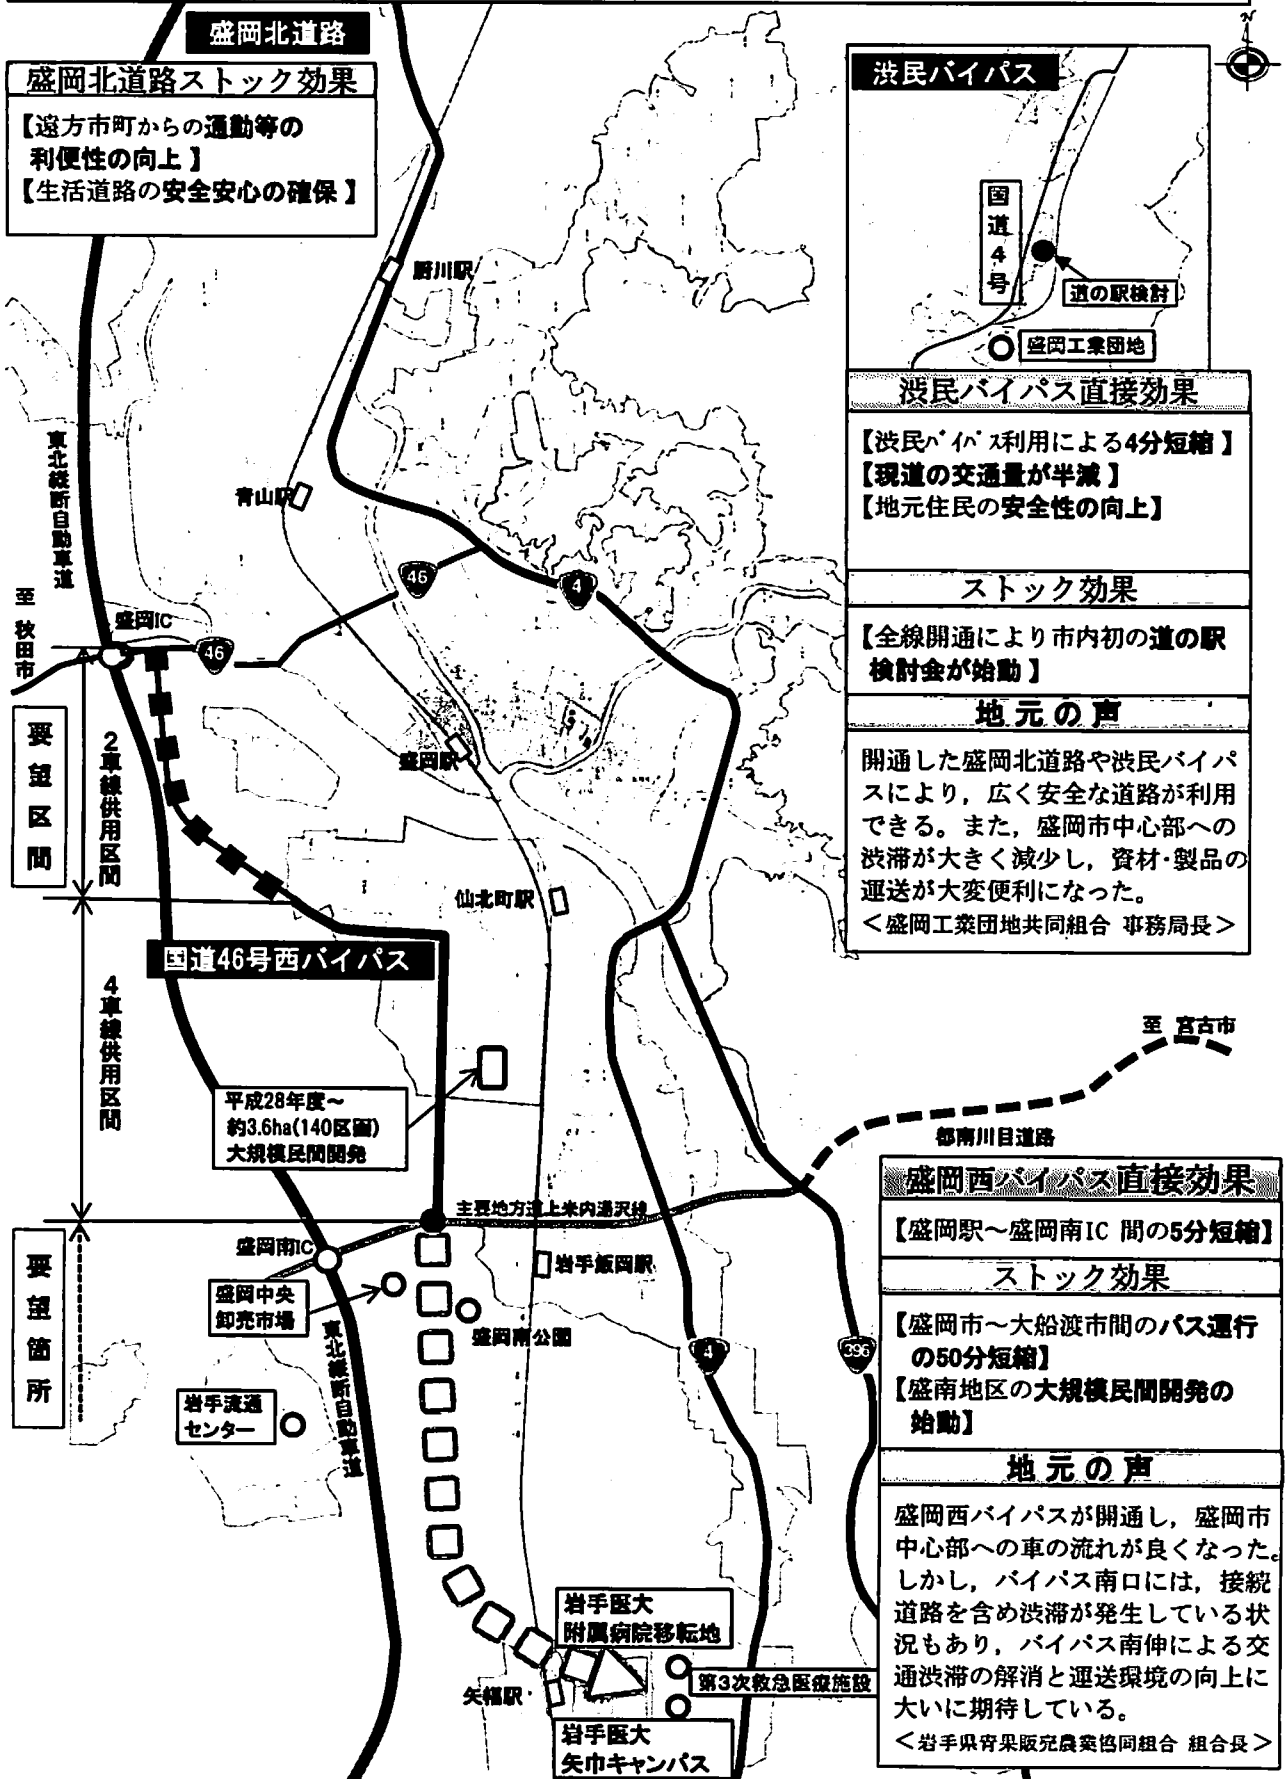 盛岡北道路
盛岡北道路ストック効果
【遠方市町からの通勤等の
利便性の向上】
【生活道路の安全安心の確保】
N
渋民バイパス
国道4号
道の駅検討
盛岡工業団地
渋民バイパス直接効果
【渋民バイパス利用による4分短縮】
【現道の交通量が半減】
【地元住民の安全性の向上】
ストック効果
【全線開通により市内初の道の駅
検討会が始動】
地元の声
開通した盛岡北道路や渋民バイパ
スにより，広く安全な道路が利用
できる。また，盛岡市中心部への
渋滞が大きく減少し，資材・製品の
運送が大変便利になった。
＜盛岡工業団地共同組合 事務局長＞
厨川駅
東北縦断自動車道
青山駅
46
4
至 秋田市
盛岡IC
46
要望区間
2車線供用区間
盛岡駅
仙北町駅
国道46号西バイパス
4車線供用区間
平成28年度～
約3.6ha(140区画)
大規模民間開発
至 宮古市
都南川目道路
主要地方道上米内湯沢線
盛岡南IC
岩手飯岡駅
要望箇所
盛岡中央
卸売市場
盛岡南公園
東北縦断自動車道
4
396
岩手流通
センター
岩手医大
附属病院移転地
第3次救急医療施設
矢幅駅
岩手医大
矢巾キャンパス
盛岡西バイパス直接効果
【盛岡駅～盛岡南IC 間の5分短縮】
ストック効果
【盛岡市～大船渡市間のバス運行
の50分短縮】
【盛南地区の大規模民間開発の
始動】
地元の声
盛岡西バイパスが開通し，盛岡市
中心部への車の流れが良くなった。
しかし，バイパス南口には，接続
道路を含め渋滞が発生している状
況もあり，バイパス南伸による交
通渋滞の解消と運送環境の向上に
大いに期待している。
＜岩手県青果販売農業協同組合 組合長＞